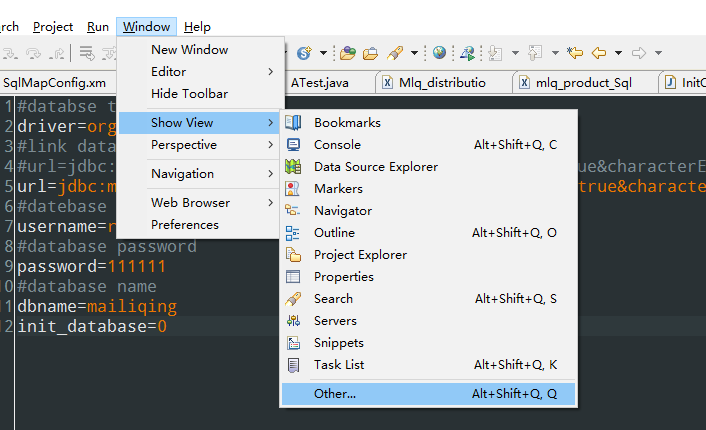 rch Project Run Window Help
SqlMapConfig.xm ATest.java Mlq_distributio mlq_product_Sql InitC
New Window
Editor
Hide Toolbar
Show View
Perspective
Navigation
Web Browser
Preferences
Bookmarks
Console Alt+Shift+Q, C
Data Source Explorer
Markers
Navigator
Outline Alt+Shift+Q, O
Project Explorer
Properties
Search Alt+Shift+Q, S
Servers
Snippets
Task List Alt+Shift+Q, K
Other... Alt+Shift+Q, Q
1 #databse t
2 driver=org
3 #link data
4 #url=jdbc: ue&characterE
5 url=jdbc:m true&characte
6 #datebase
7 username=r
8 #database password
9 password=111111
10 #database name
11 dbname=mailiqing
12 init_database=0